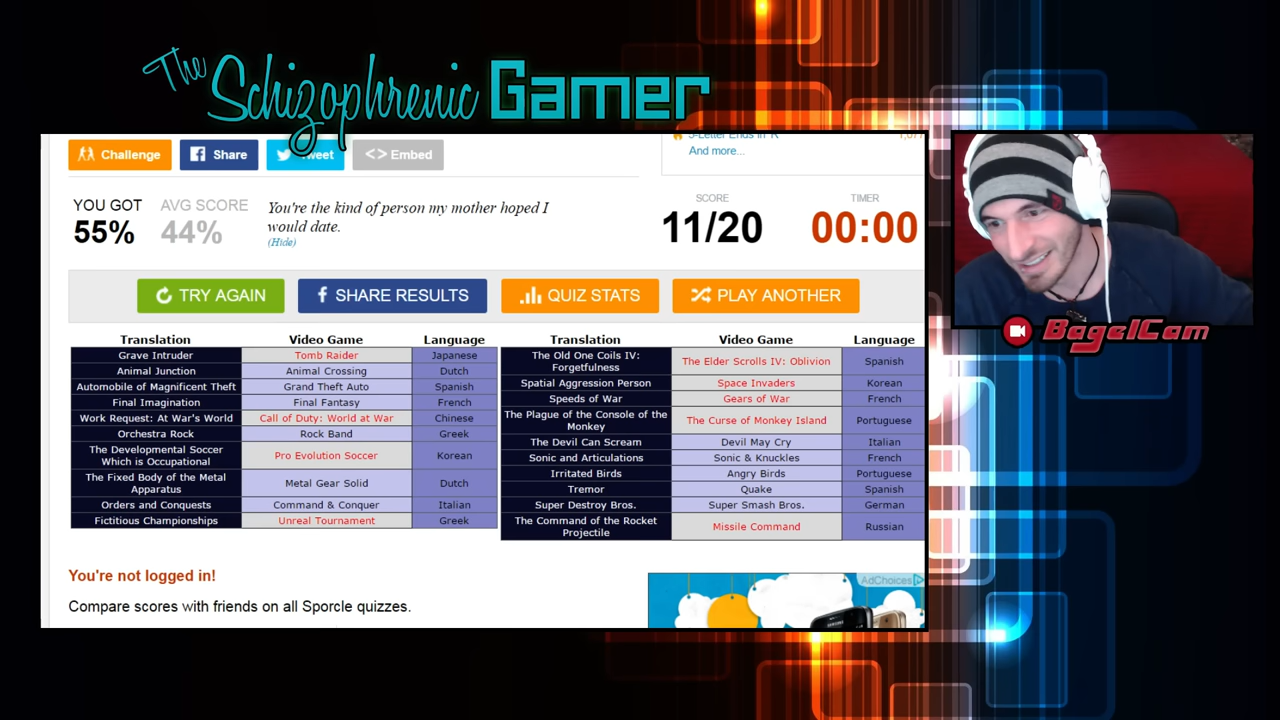 The Schizophrenic Gamer
Challenge
Share
Tweet
Embed
5-Letter Ends in 'R'
And more...
YOU GOT
55%
AVG SCORE
44%
You're the kind of person my mother hoped I
would date.
(Hide)
SCORE
11/20
TIMER
00:00
TRY AGAIN
SHARE RESULTS
QUIZ STATS
PLAY ANOTHER
Translation Video Game Language
Grave Intruder Tomb Raider Japanese
Animal Junction Animal Crossing Dutch
Automobile of Magnificent Theft Grand Theft Auto Spanish
Final Imagination Final Fantasy French
Work Request: At War's World Call of Duty: World at War Chinese
Orchestra Rock Rock Band Greek
The Developmental Soccer
Which is Occupational Pro Evolution Soccer Korean
The Fixed Body of the Metal
Apparatus Metal Gear Solid Dutch
Orders and Conquests Command & Conquer Italian
Fictitious Championships Unreal Tournament Greek
Translation Video Game Language
The Old One Coils IV:
Forgetfulness The Elder Scrolls IV: Oblivion Spanish
Spatial Aggression Person Space Invaders Korean
Speeds of War Gears of War French
The Plague of the Console of the
Monkey The Curse of Monkey Island Portuguese
The Devil Can Scream Devil May Cry Italian
Sonic and Articulations Sonic & Knuckles French
Irritated Birds Angry Birds Portuguese
Tremor Quake Spanish
Super Destroy Bros. Super Smash Bros. German
The Command of the Rocket
Projectile Missile Command Russian
BagelCam
You're not logged in!
Compare scores with friends on all Sporcle quizzes.
AdChoices